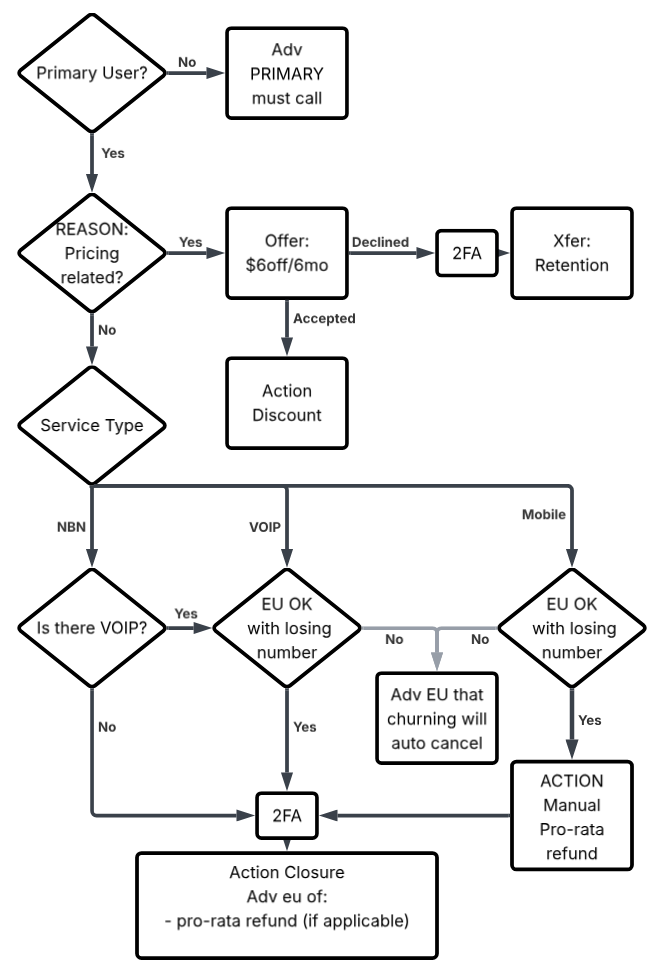 Primary User?
No
Adv
PRIMARY
must call
Yes
REASON:
Pricing
related?
Yes
Offer:
$6off/6mo
Declined
2FA
Xfer:
Retention
No
Accepted
Action
Discount
Service Type
NBN
VOIP
Mobile
Is there VOIP?
Yes
EU OK
with losing
number
No
No
EU OK
with losing
number
Adv EU that
churning will
auto cancel
No
Yes
Yes
ACTION
Manual
Pro-rata
refund
2FA
Action Closure
Adv eu of:
- pro-rata refund (if applicable)